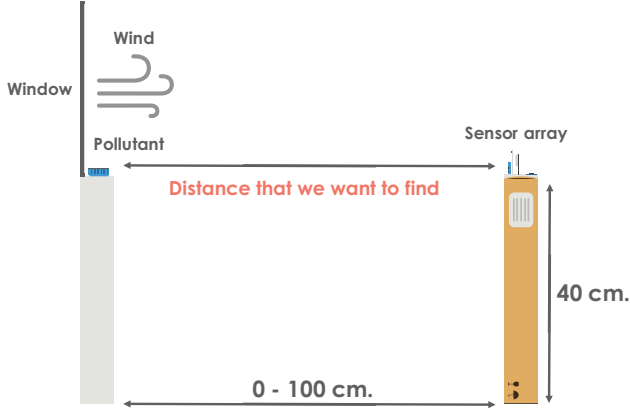 Wind
Window
Pollutant
Sensor array
Distance that we want to find
40 cm.
0 - 100 cm.